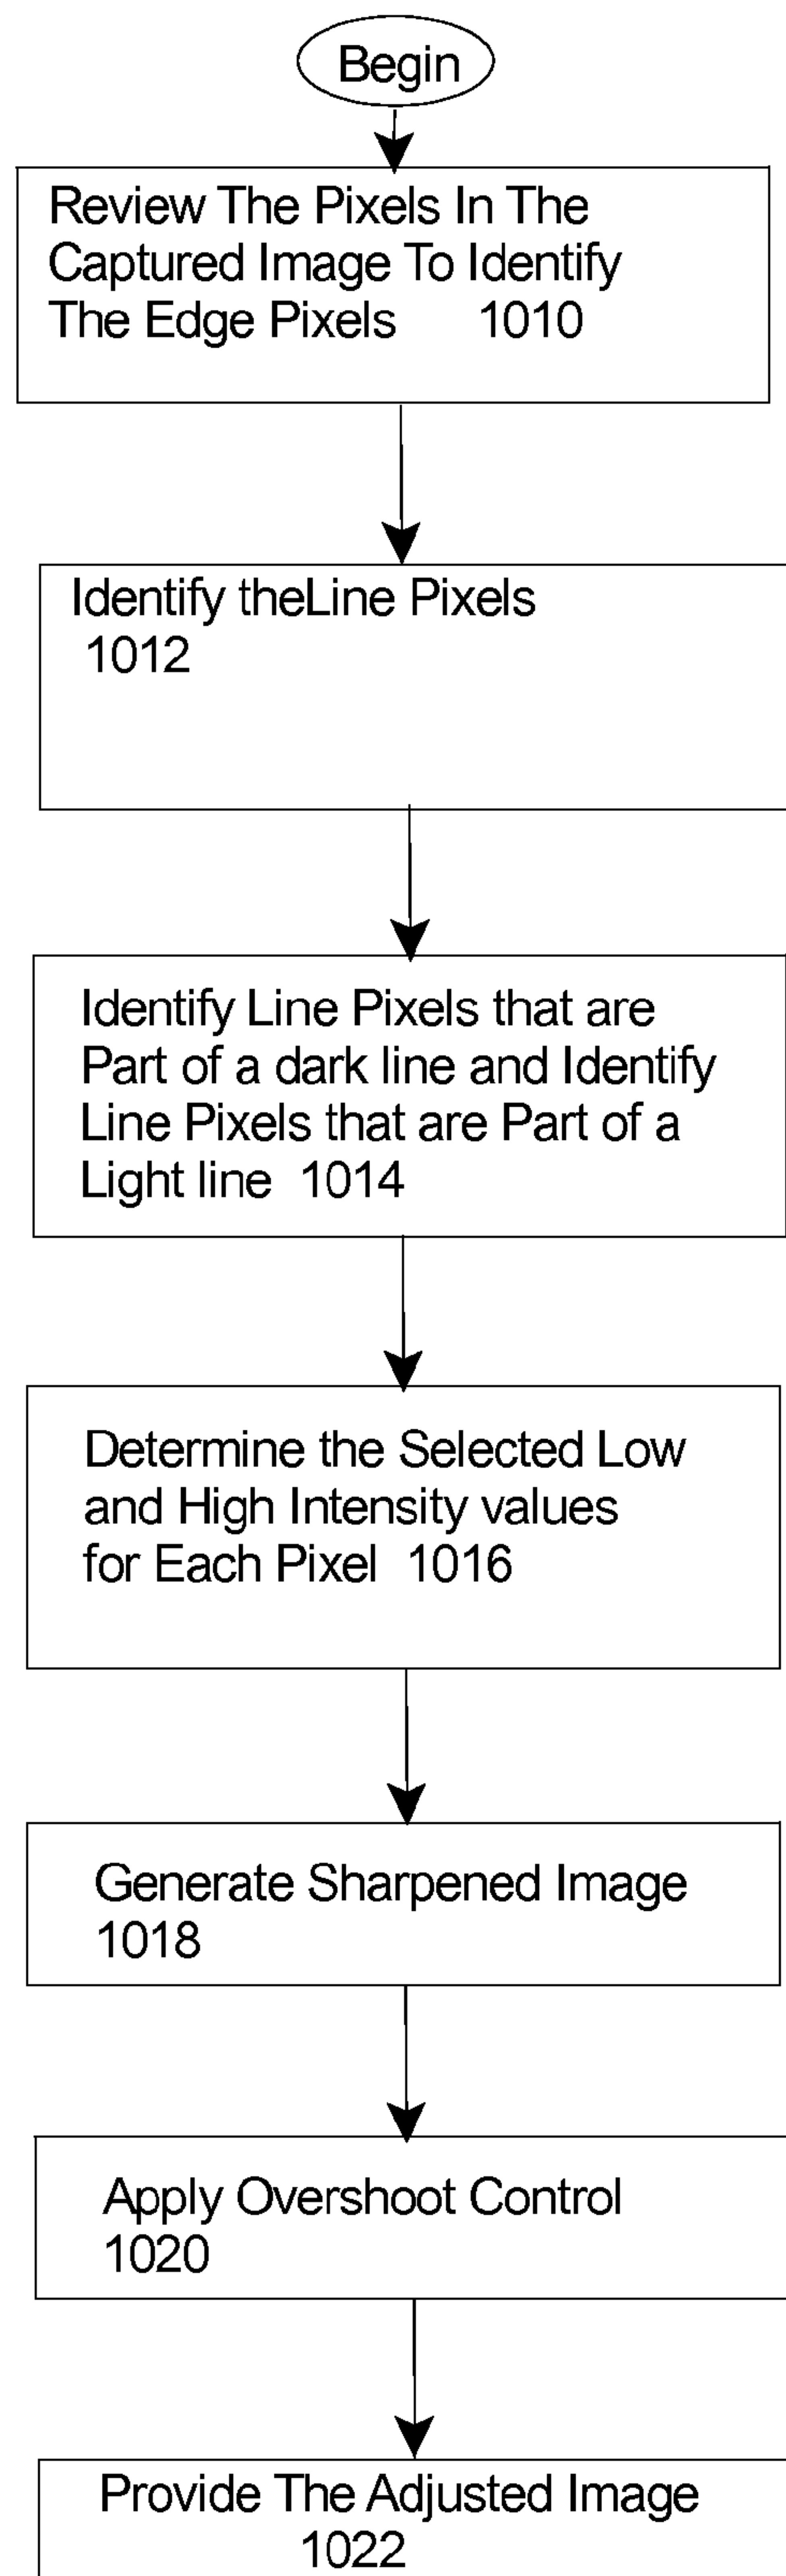 Begin
Review The Pixels In The
Captured Image To Identify
The Edge Pixels 1010
Identify theLine Pixels
1012
Identify Line Pixels that are
Part of a dark line and Identify
Line Pixels that are Part of a
Light line 1014
Determine the Selected Low
and High Intensity values
for Each Pixel 1016
Generate Sharpened Image
1018
Apply Overshoot Control
1020
Provide The Adjusted Image
1022